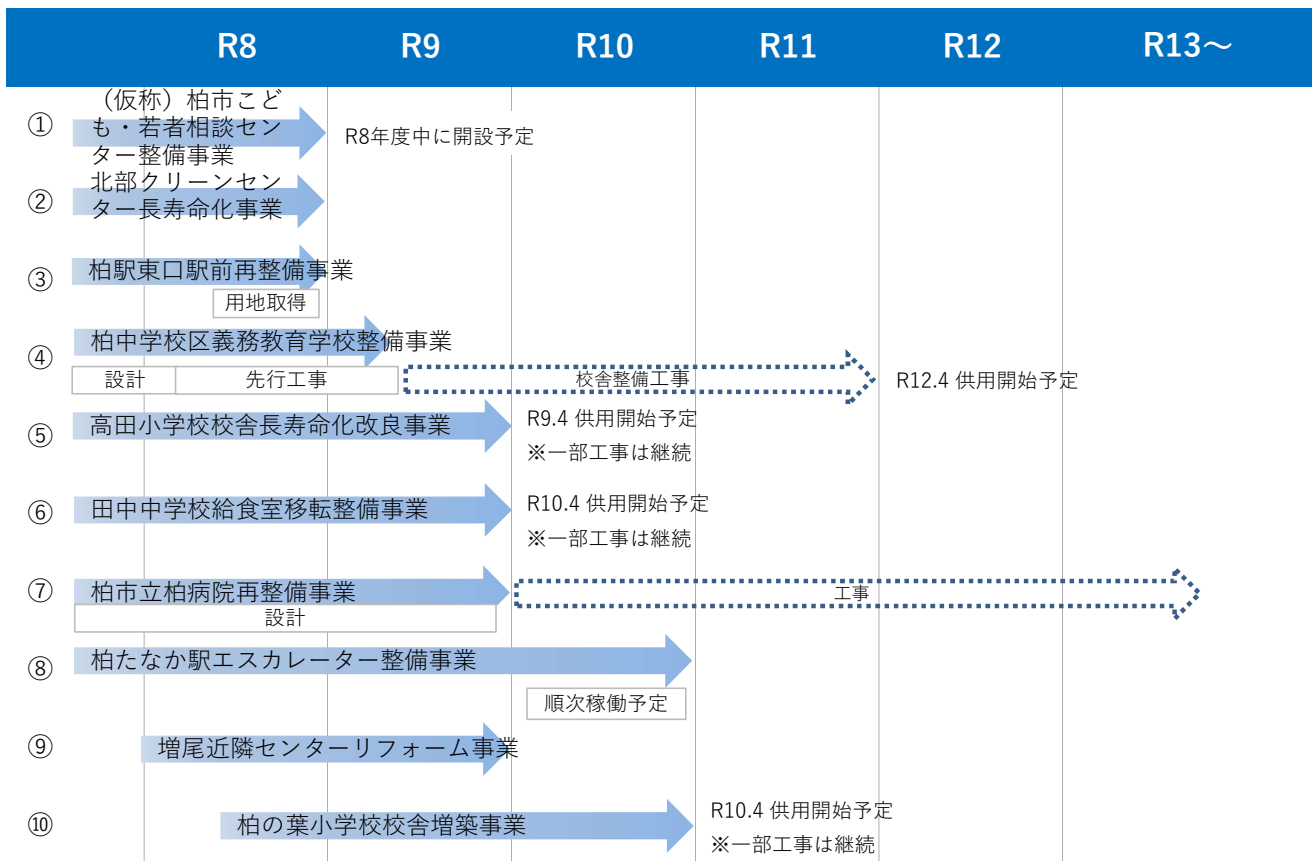 R8 R9 R10 R11 R12 R13～
①
（仮称）柏市こど
も・若者相談セン
ター整備事業
R8年度中に開設予定
②
北部クリーンセン
ター長寿命化事業
③
柏駅東口駅前再整備事業
用地取得
④
柏中学校区義務教育学校整備事業
設計 先行工事 校舎整備工事 R12.4 供用開始予定
⑤
高田小学校校舎長寿命化改良事業
R9.4 供用開始予定
※一部工事は継続
⑥
田中中学校給食室移転整備事業
R10.4 供用開始予定
※一部工事は継続
⑦
柏市立柏病院再整備事業
工事
設計
⑧
柏たなか駅エスカレーター整備事業
順次稼働予定
⑨
増尾近隣センターリフォーム事業
⑩
柏の葉小学校校舎増築事業
R10.4 供用開始予定
※一部工事は継続